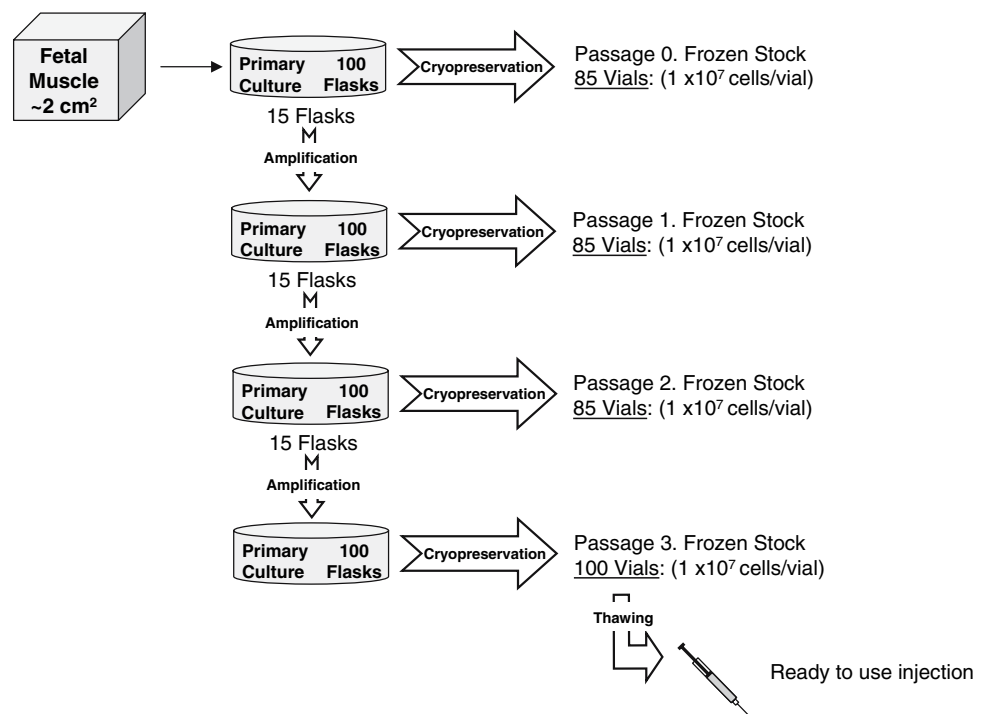 Fetal
Muscle
~2 cm²
Primary 100
Culture Flasks
Cryopreservation
Passage 0. Frozen Stock
85 Vials: (1 x10⁷ cells/vial)
15 Flasks
Amplification
Primary 100
Culture Flasks
Cryopreservation
Passage 1. Frozen Stock
85 Vials: (1 x10⁷ cells/vial)
15 Flasks
Amplification
Primary 100
Culture Flasks
Cryopreservation
Passage 2. Frozen Stock
85 Vials: (1 x10⁷ cells/vial)
15 Flasks
Amplification
Primary 100
Culture Flasks
Cryopreservation
Passage 3. Frozen Stock
100 Vials: (1 x10⁷ cells/vial)
Thawing
Ready to use injection